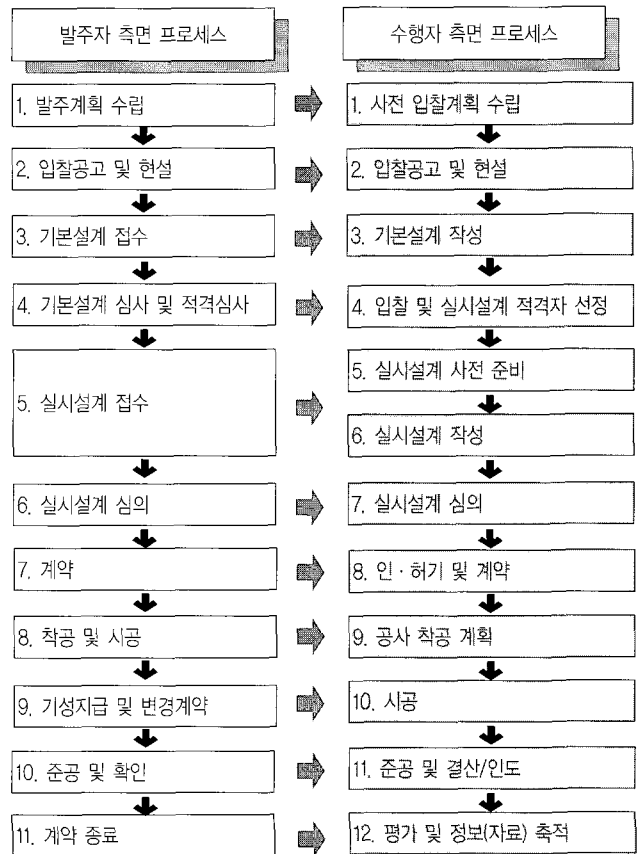 발주자 측면 프로세스
수행자 측면 프로세스
1. 발주계획 수립
1. 사전 입찰계획 수립
2. 입찰공고 및 현설
2. 입찰공고 및 현설
3. 기본설계 접수
3. 기본설계 작성
4. 기본설계 심사 및 적격심사
4. 입찰 및 실시설계 적격자 선정
5. 실시설계 접수
5. 실시설계 사전 준비
6. 실시설계 작성
6. 실시설계 심의
7. 실시설계 심의
7. 계약
8. 인·허가 및 계약
8. 착공 및 시공
9. 공사 착공 계획
9. 기성지급 및 변경계약
10. 시공
10. 준공 및 확인
11. 준공 및 결산/인도
11. 계약 종료
12. 평가 및 정보(자료) 축적